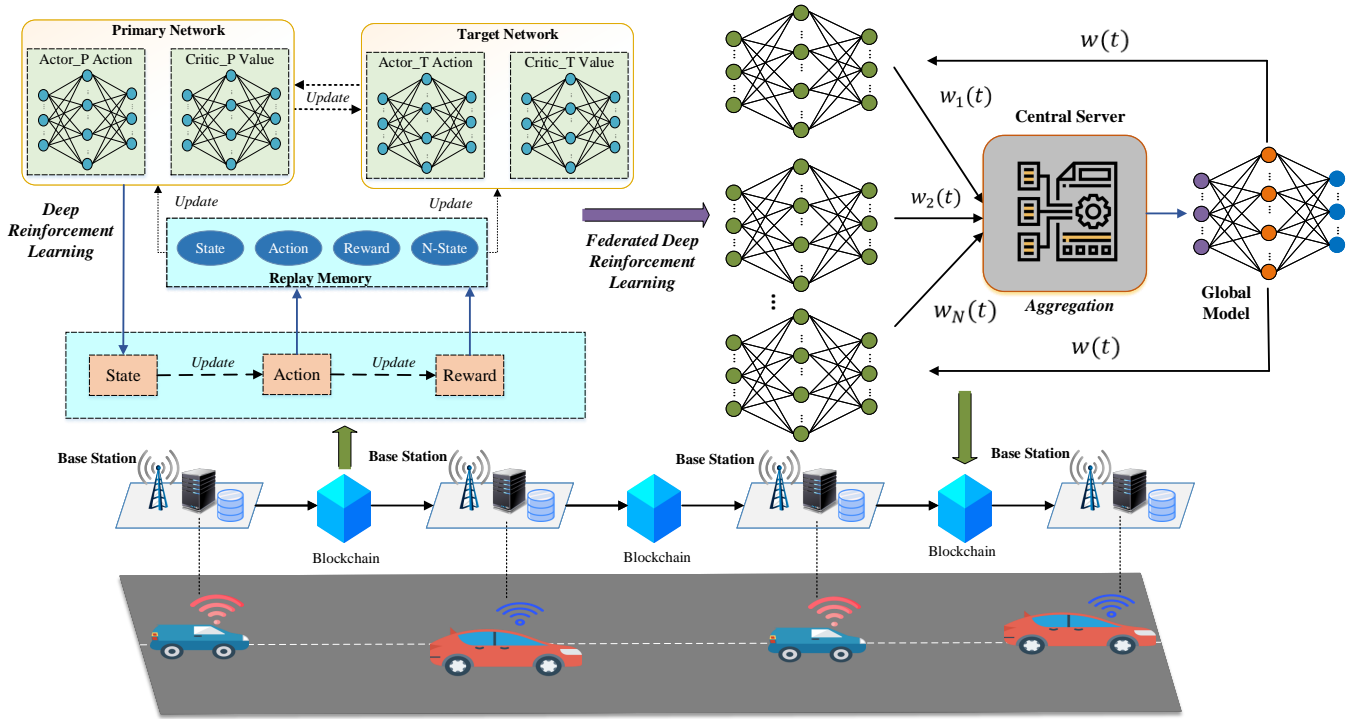 Primary Network
Actor_P Action
Critic_P Value
Update
Target Network
Actor_T Action
Critic_T Value
Deep
Reinforcement
Learning
Update
Update
State
Action
Reward
N-State
Replay Memory
State
Update
Action
Update
Reward
Federated Deep
Reinforcement
Learning
w(t)
w₁(t)
w₂(t)
w_N(t)
Central Server
Aggregation
Global
Model
w(t)
Base Station
Base Station
Base Station
Base Station
Blockchain
Blockchain
Blockchain